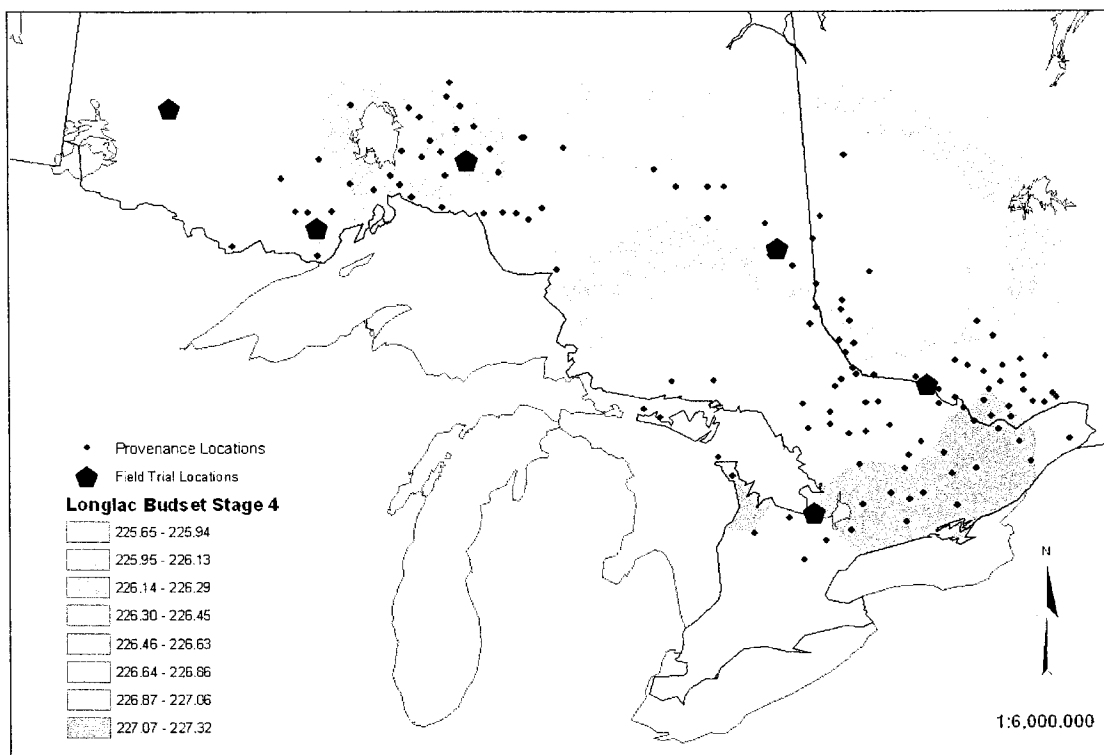 Provenance Locations
Field Trial Locations
Longlac Budset Stage 4
225.65 - 225.94
225.95 - 226.13
226.14 - 226.29
226.30 - 226.45
226.46 - 226.63
226.64 - 226.86
226.87 - 227.06
227.07 - 227.32
N
1:6,000,000